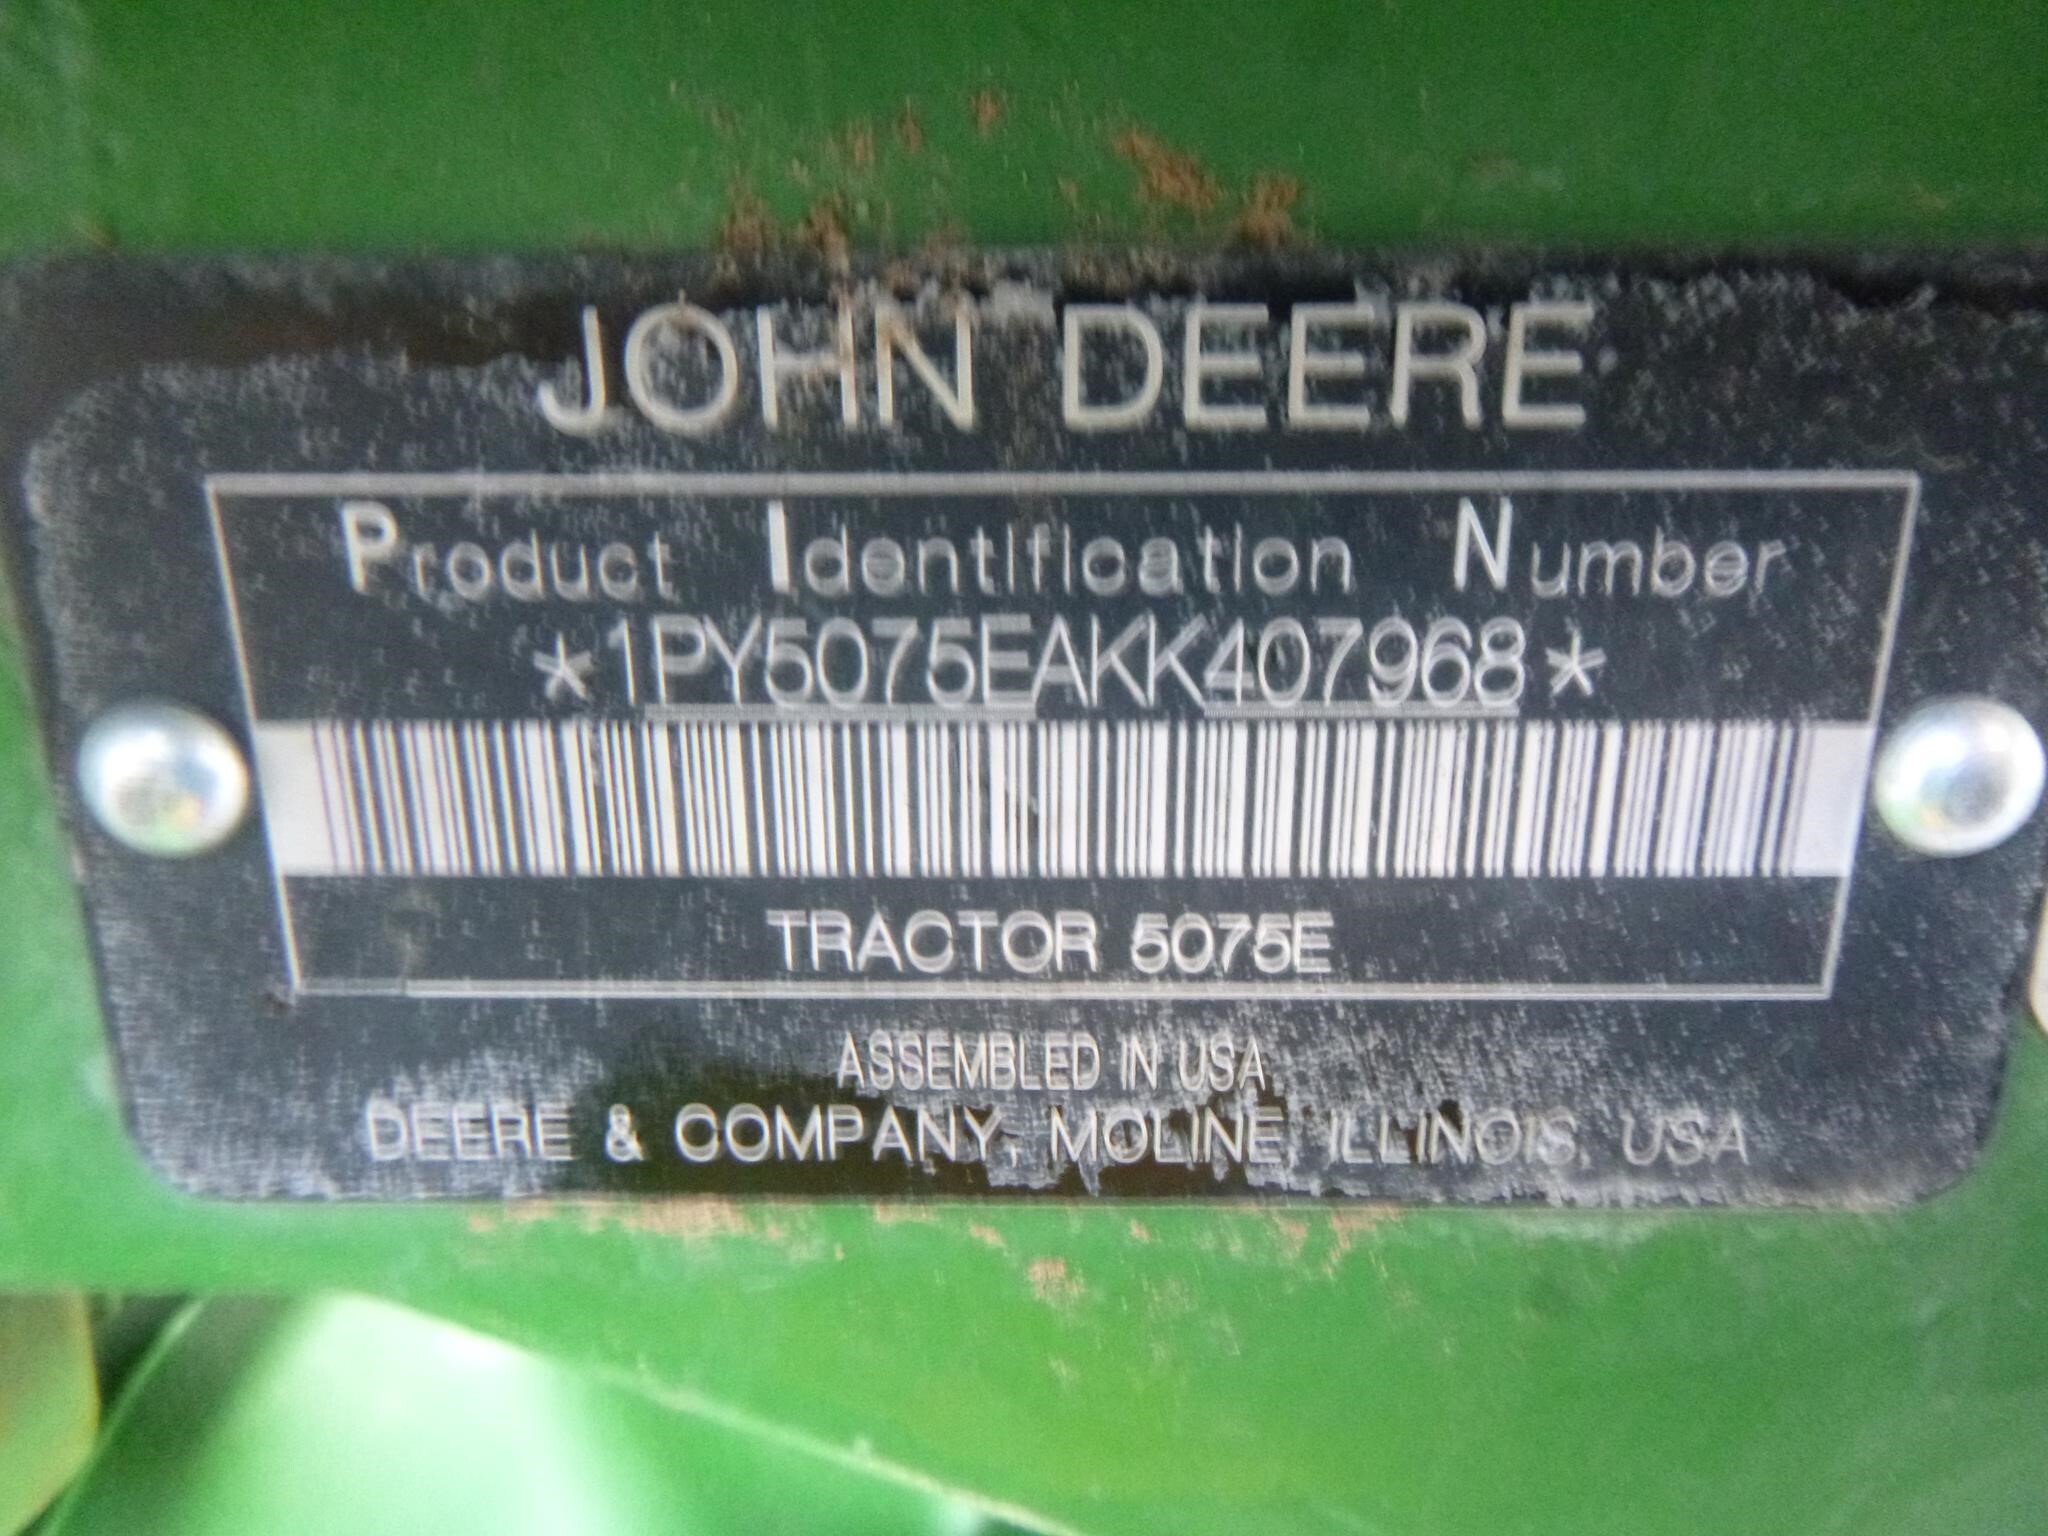 JOHN DEERE
Product Identification Number
*1PY5075EAKK407968*
TRACTOR 5075E
ASSEMBLED IN USA
DEERE & COMPANY, MOLINE, ILLINOIS, USA